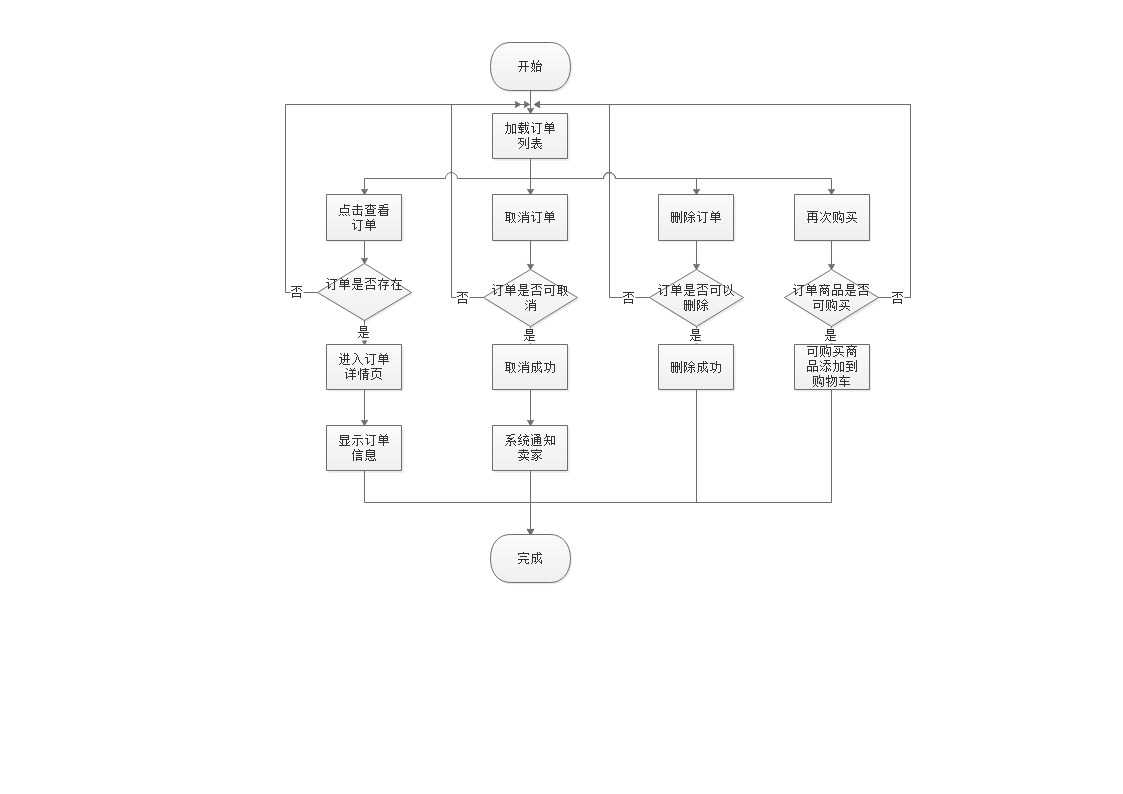 开始
加载订单
列表
点击查看
订单
取消订单
删除订单
再次购买
否
订单是否存在
否
订单是否可取
消
否
订单是否可以
删除
订单商品是否
可购买
否
是
是
是
是
进入订单
详情页
取消成功
删除成功
可购买商
品添加到
购物车
显示订单
信息
系统通知
卖家
完成